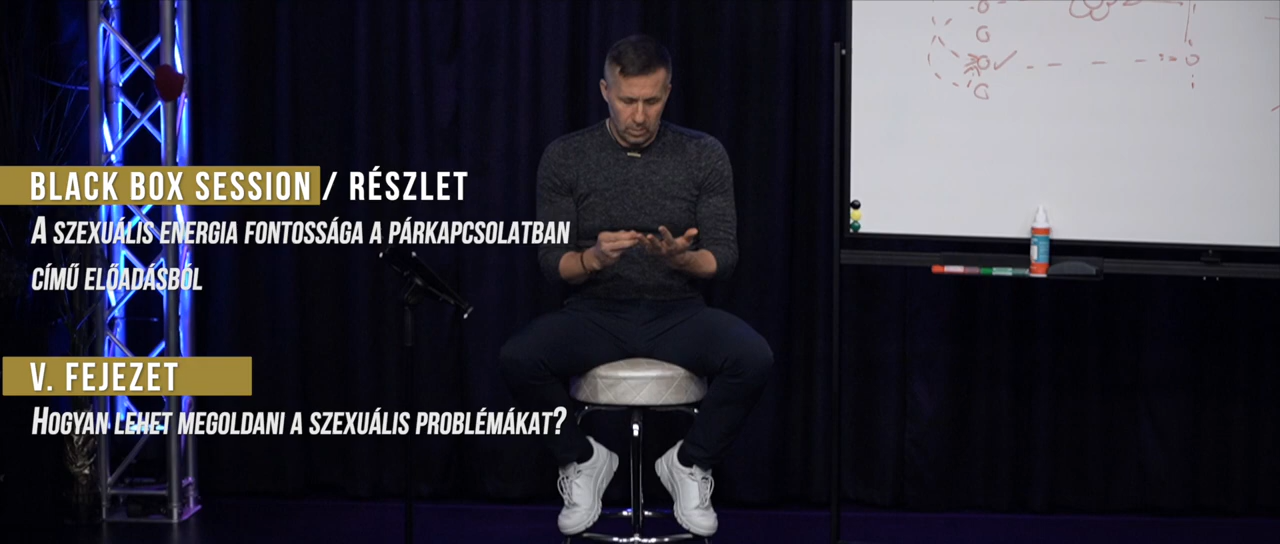 BLACK BOX SESSION / RÉSZLET
A SZEXUÁLIS ENERGIA FONTOSSÁGA A PÁRKAPCSOLATBAN
CÍMŰ ELŐADÁSBÓL
V. FEJEZET
HOGYAN LEHET MEGOLDANI A SZEXUÁLIS PROBLÉMÁKAT?